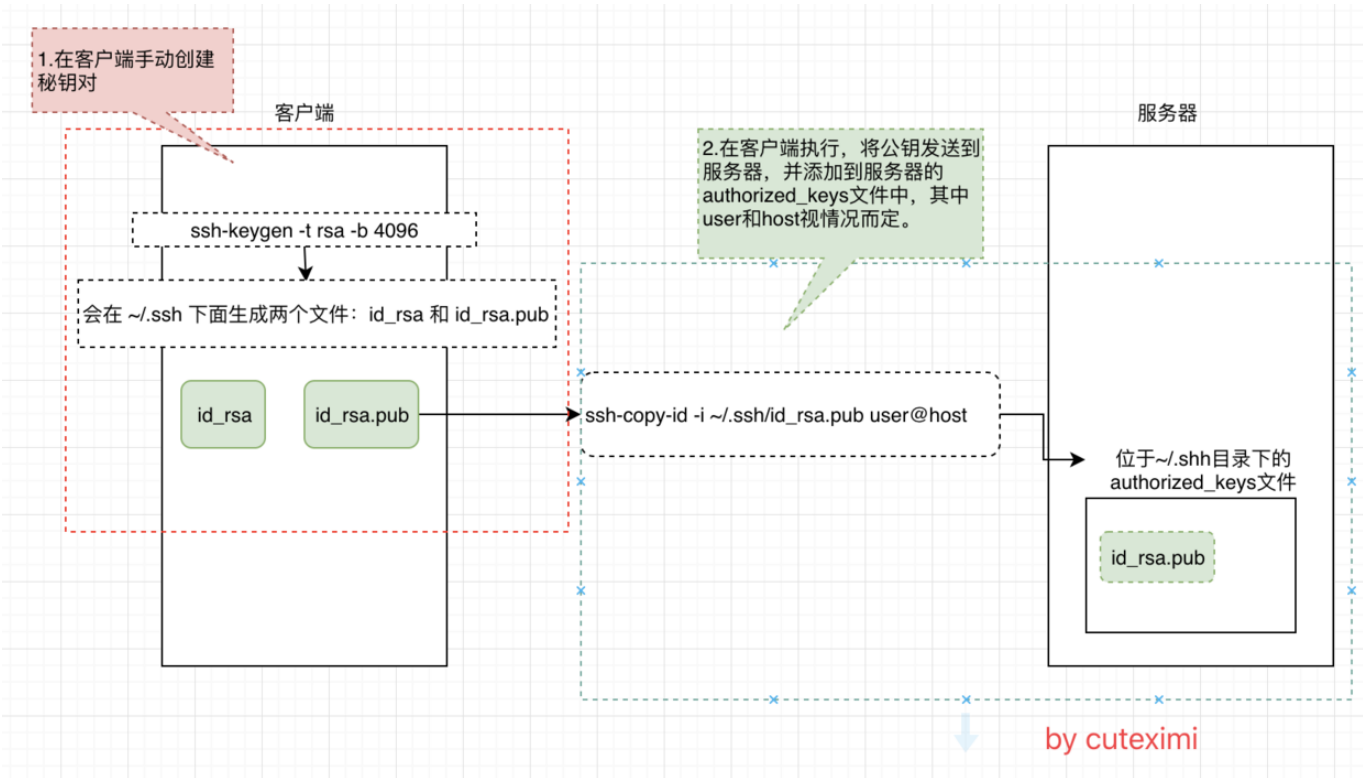 1.在客户端手动创建
秘钥对
客户端
服务器
2.在客户端执行，将公钥发送到
服务器，并添加到服务器的
authorized_keys文件中，其中
user和host视情况而定。
ssh-keygen -t rsa -b 4096
会在 ~/.ssh 下面生成两个文件：id_rsa 和 id_rsa.pub
id_rsa
id_rsa.pub
ssh-copy-id -i ~/.ssh/id_rsa.pub user@host
位于~/.shh目录下的
authorized_keys文件
id_rsa.pub
by cuteximi